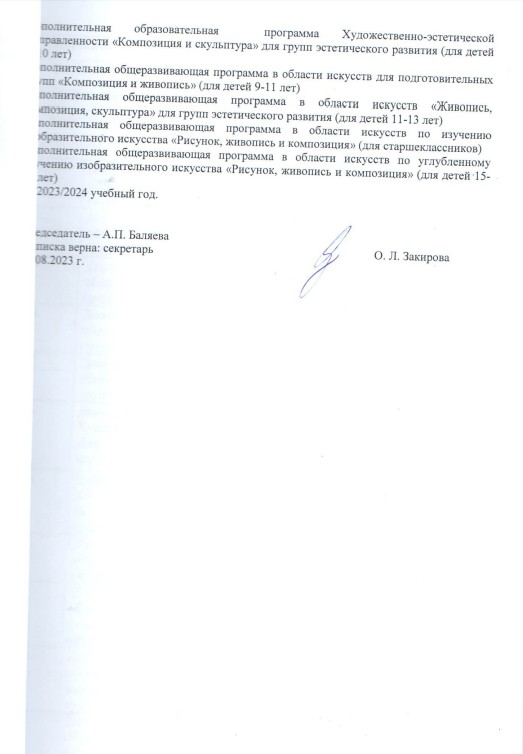 полнительная образовательная программа Художественно-эстетической
правленности «Композиция и скульптура» для групп эстетического развития (для детей
0 лет)
полнительная общеразвивающая программа в области искусств для подготовительных
упп «Композиция и живопись» (для детей 9-11 лет)
полнительная общеразвивающая программа в области искусств «Живопись,
мпозиция, скульптура» для групп эстетического развития (для детей 11-13 лет)
полнительная общеразвивающая программа в области искусств по изучению
образительного искусства «Рисунок, живопись и композиция» (для старшеклассников)
полнительная общеразвивающая программа в области искусств по углубленному
учению изобразительного искусства «Рисунок, живопись и композиция» (для детей 15-
лет)
2023/2024 учебный год.
едседатель – А.П. Баляева
писка верна: секретарь О. Л. Закирова
08.2023 г.